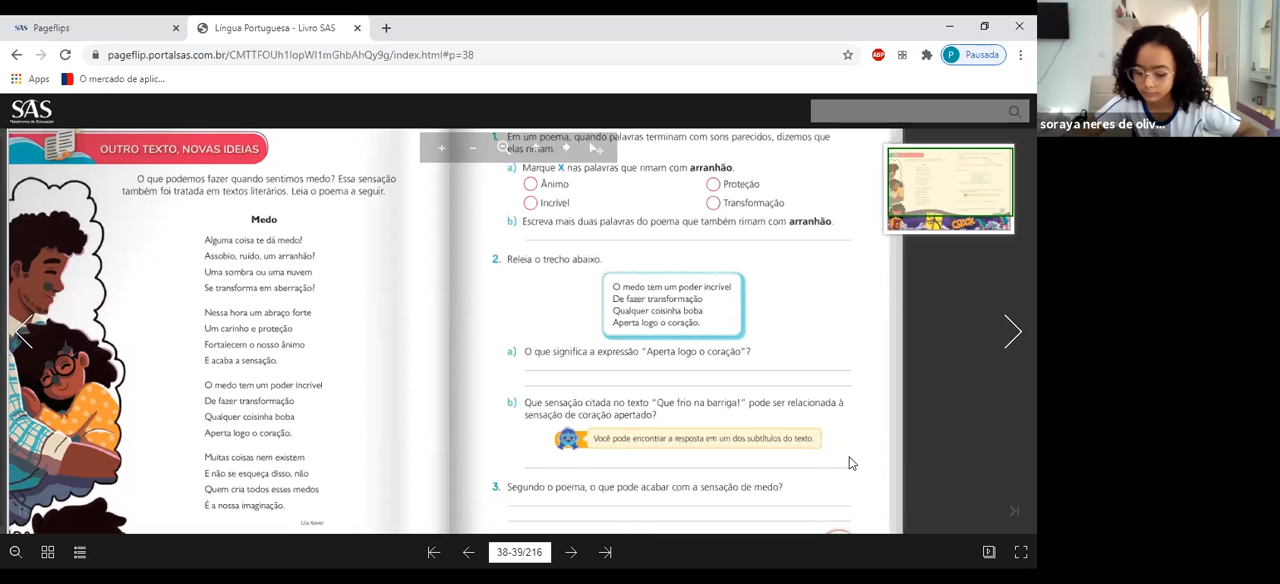 SAS Pageflips
Língua Portuguesa - Livro SAS
pageflip.portalsas.com.br/CMTTFOUh1lopWl1mGhbAhQy9g/index.html#p=38
ABP
P Pausada
Apps
O mercado de aplic...
SAS
Plataforma de Educação
soraya neres de oliv...
OUTRO TEXTO, NOVAS IDEIAS
O que podemos fazer quando sentimos medo? Essa sensação
também foi tratada em textos literários. Leia o poema a seguir.
Medo
Alguma coisa te dá medo?
Assobio, ruído, um arranhão?
Uma sombra ou uma nuvem
Se transforma em aberração?
Nessa hora um abraço forte
Um carinho e proteção
Fortalecem o nosso ânimo
E acaba a sensação.
O medo tem um poder incrível
De fazer transformação
Qualquer coisinha boba
Aperta logo o coração.
Muitas coisas nem existem
E não se esqueça disso, não
Quem cria todos esses medos
É a nossa imaginação.
1. Em um poema, quando palavras terminam com sons parecidos, dizemos que
elas rimam.
a) Marque X nas palavras que rimam com arranhão.
Ânimo
Proteção
Incrível
Transformação
b) Escreva mais duas palavras do poema que também rimam com arranhão.
2. Releia o trecho abaixo.
O medo tem um poder incrível
De fazer transformação
Qualquer coisinha boba
Aperta logo o coração.
a) O que significa a expressão "Aperta logo o coração"?
b) Que sensação citada no texto "Que frio na barriga!" pode ser relacionada à
sensação de coração apertado?
Você pode encontrar a resposta em um dos subtítulos do texto.
3. Segundo o poema, o que pode acabar com a sensação de medo?
38-39/216